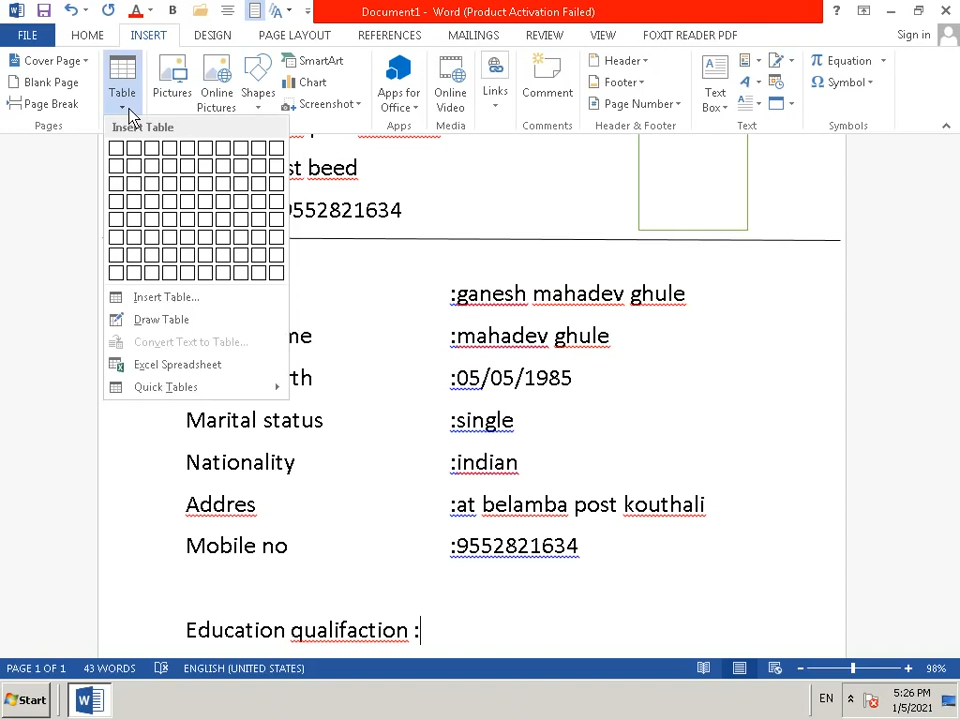 Document1 - Word (Product Activation Failed)
FILE HOME INSERT DESIGN PAGE LAYOUT REFERENCES MAILINGS REVIEW VIEW FOXIT READER PDF Sign in
Cover Page
Blank Page
Page Break
Pages
Table
Pictures
Online Pictures
Shapes
SmartArt
Chart
Screenshot
Apps for Office
Apps
Online Video
Media
Links
Comment
Comments
Header
Footer
Page Number
Header & Footer
Text Box
Text
Equation
Symbol
Symbols
Insert Table
Insert Table...
Draw Table
Convert Text to Table...
Excel Spreadsheet
Quick Tables
st beed
9552821634
:ganesh mahadev ghule
me :mahadev ghule
rth :05/05/1985
Marital status :single
Nationality :indian
Addres :at belamba post kouthali
Mobile no :9552821634
Education qualifaction :
PAGE 1 OF 1 43 WORDS ENGLISH (UNITED STATES) 98%
Start EN 5:26 PM
1/5/2021